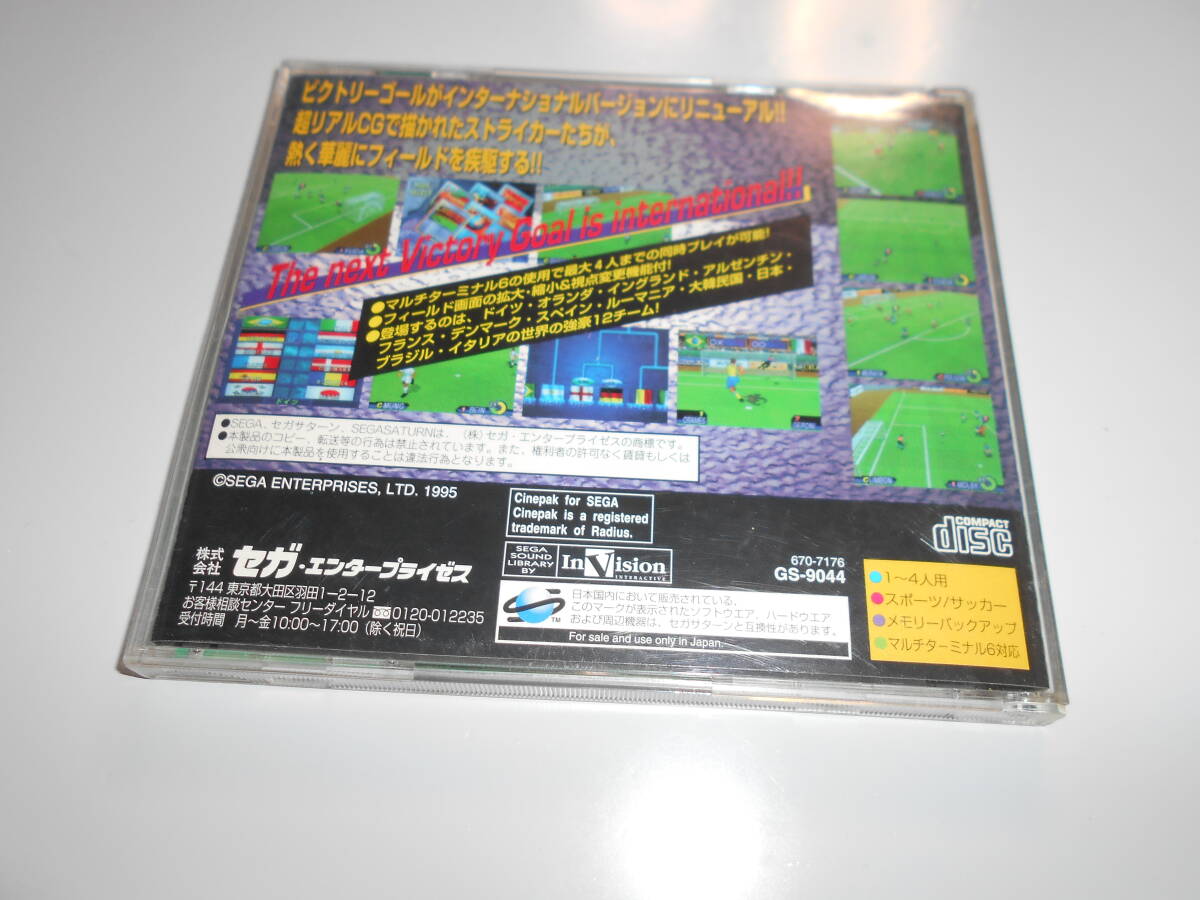 ビクトリーゴールがインターナショナルバージョンにリニューアル!!
超リアルCGで描かれたストライカーたちが、
熱く華麗にフィールドを疾駆する!!
The next Victory Goal is international!!
●マルチターミナル6の使用で最大4人までの同時プレイが可能!
●フィールド画面の拡大・縮小&視点変更機能付!
●登場するのは、ドイツ・オランダ・イングランド・アルゼンチン・
フランス・デンマーク・スペイン・ルーマニア・大韓民国・日本・
ブラジル・イタリアの世界の強豪12チーム!
ドイツ
●SEGA、セガサターン、SEGASATURNは、(株)セガ・エンタープライゼスの商標です。
●本製品のコピー、転送等の行為は禁止されています。また、権利者の許可なく賃貸もしくは
公衆向けに本製品を使用することは違法行為となります。
©SEGA ENTERPRISES, LTD. 1995
Cinepak for SEGA
Cinepak is a registered
trademark of Radius.
COMPACT
disc
株式
会社
セガ・エンタープライゼス
〒144 東京都大田区羽田1-2-12
お客様相談センター フリーダイヤル 0120-012235
受付時間 月〜金10:00〜17:00(除く祝日)
SEGA
SOUND
LIBRARY
BY
InVision
INTERACTIVE
670-7176
GS-9044
日本国内において販売されている、
このマークが表示されたソフトウエア、ハードウエア
および周辺機器は、セガサターンと互換性があります。
For sale and use only in Japan.
●1〜4人用
●スポーツ/サッカー
●メモリーバックアップ
●マルチターミナル6対応